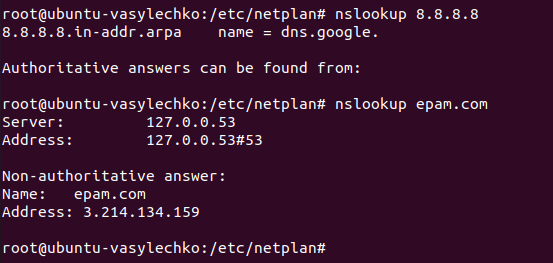 root@ubuntu-vasylechko:/etc/netplan# nslookup 8.8.8.8
8.8.8.8.in-addr.arpa    name = dns.google.

Authoritative answers can be found from:

root@ubuntu-vasylechko:/etc/netplan# nslookup epam.com
Server:         127.0.0.53
Address:        127.0.0.53#53

Non-authoritative answer:
Name:   epam.com
Address: 3.214.134.159

root@ubuntu-vasylechko:/etc/netplan#